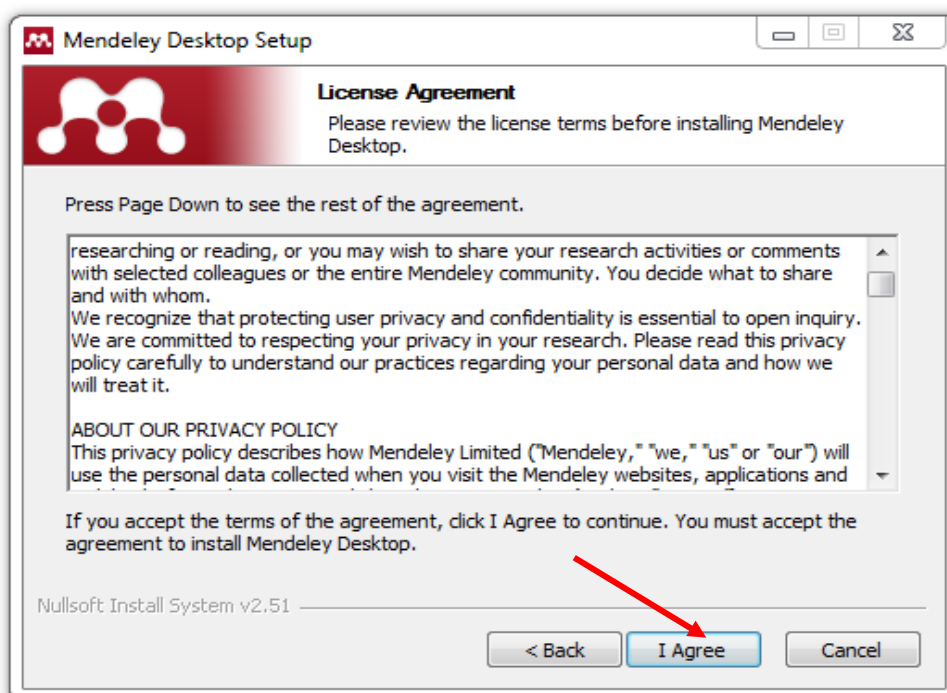 Mendeley Desktop Setup
License Agreement
Please review the license terms before installing Mendeley
Desktop.
Press Page Down to see the rest of the agreement.
researching or reading, or you may wish to share your research activities or comments
with selected colleagues or the entire Mendeley community. You decide what to share
and with whom.
We recognize that protecting user privacy and confidentiality is essential to open inquiry.
We are committed to respecting your privacy in your research. Please read this privacy
policy carefully to understand our practices regarding your personal data and how we
will treat it.
ABOUT OUR PRIVACY POLICY
This privacy policy describes how Mendeley Limited ("Mendeley," "we," "us" or "our") will
use the personal data collected when you visit the Mendeley websites, applications and
If you accept the terms of the agreement, click I Agree to continue. You must accept the
agreement to install Mendeley Desktop.
Nullsoft Install System v2.51
< Back
I Agree
Cancel